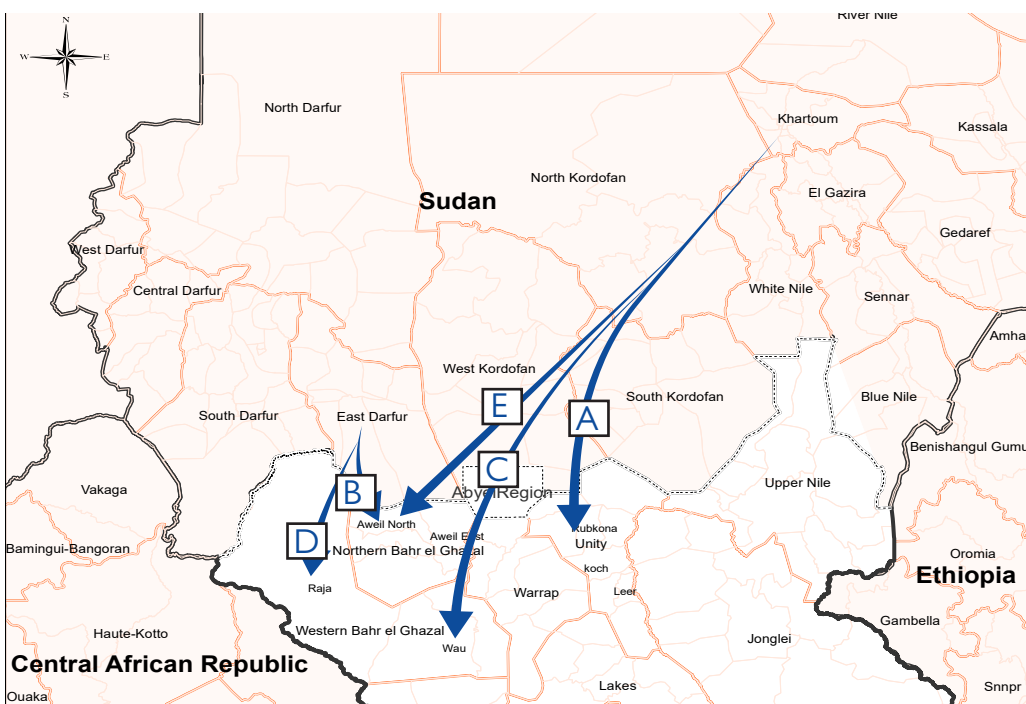 River Nile
N
W
E
S
North Darfur
Khartoum
Kassala
North Kordofan
El Gazira
Sudan
Gedaref
West Darfur
Central Darfur
White Nile
Sennar
Amha
West Kordofan
South Kordofan
Blue Nile
South Darfur
East Darfur
E
A
Benishangul Gumu
C
Vakaga
B
AbyeiRegion
Upper Nile
Aweil North
Rubkona
Aweil East
Unity
D
Northern Bahr el Ghazal
Bamingui-Bangoran
Oromia
koch
Ethiopia
Raja
Warrap
Leer
Gambella
Haute-Kotto
Western Bahr el Ghazal
Jonglei
Wau
Central African Republic
Lakes
Snnpr
Ouaka